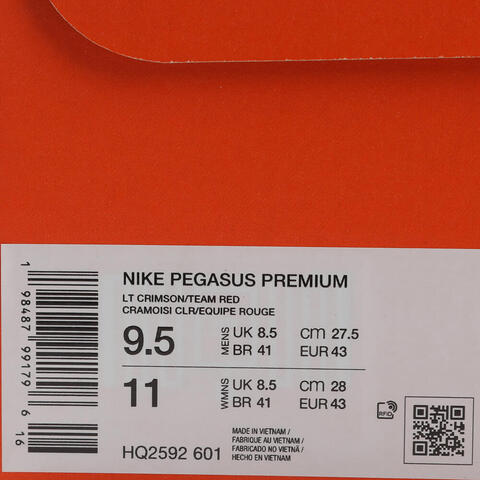 NIKE PEGASUS PREMIUM
LT CRIMSON/TEAM RED
CRAMOISI CLR/EQUIPE ROUGE
9.5 MENS UK 8.5 cm 27.5
BR 41 EUR 43
11 WMNS UK 8.5 cm 28
BR 41 EUR 43
HQ2592 601
MADE IN VIETNAM /
FABRIQUE AU VIETNAM /
FABRICADO NO VIETNÃ /
HECHO EN VIETNAM
RFID
1 98487 99179 6 16